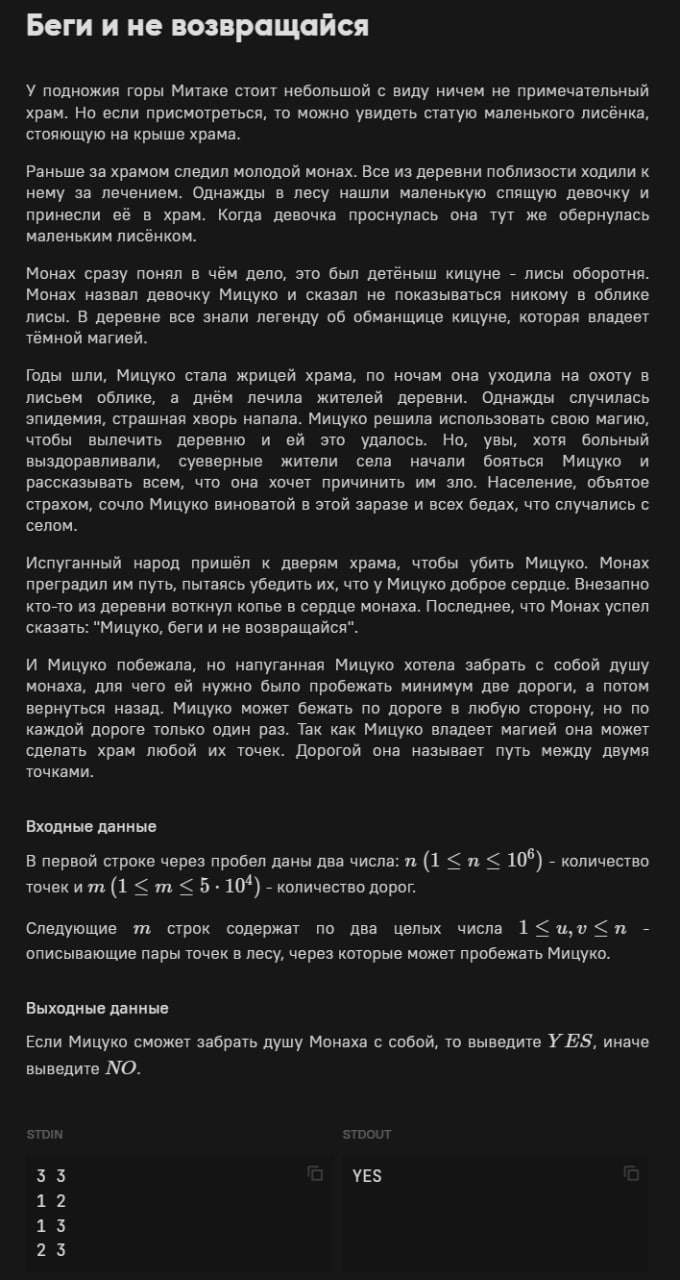 Беги и не возвращайся
У подножия горы Митаке стоит небольшой с виду ничем не примечательный
храм. Но если присмотреться, то можно увидеть статую маленького лисёнка,
стояющую на крыше храма.
Раньше за храмом следил молодой монах. Все из деревни поблизости ходили к
нему за лечением. Однажды в лесу нашли маленькую спящую девочку и
принесли её в храм. Когда девочка проснулась она тут же обернулась
маленьким лисёнком.
Монах сразу понял в чём дело, это был детёныш кицуне - лисы оборотня.
Монах назвал девочку Мицуко и сказал не показываться никому в облике
лисы. В деревне все знали легенду об обманщице кицуне, которая владеет
тёмной магией.
Годы шли, Мицуко стала жрицей храма, по ночам она уходила на охоту в
лисьем облике, а днём лечила жителей деревни. Однажды случилась
эпидемия, страшная хворь напала. Мицуко решила использовать свою магию,
чтобы вылечить деревню и ей это удалось. Но, увы, хотя больный
выздоравливали, суеверные жители села начали бояться Мицуко и
рассказывать всем, что она хочет причинить им зло. Население, объятое
страхом, сочло Мицуко виноватой в этой заразе и всех бедах, что случались с
селом.
Испуганный народ пришёл к дверям храма, чтобы убить Мицуко. Монах
преградил им путь, пытаясь убедить их, что у Мицуко доброе сердце. Внезапно
кто-то из деревни воткнул копье в сердце монаха. Последнее, что Монах успел
сказать: "Мицуко, беги и не возвращайся".
И Мицуко побежала, но напуганная Мицуко хотела забрать с собой душу
монаха, для чего ей нужно было пробежать минимум две дороги, а потом
вернуться назад. Мицуко может бежать по дороге в любую сторону, но по
каждой дороге только один раз. Так как Мицуко владеет магией она может
сделать храм любой их точек. Дорогой она называет путь между двумя
точками.
Входные данные
В первой строке через пробел даны два числа: n (1 ≤ n ≤ 10⁶) - количество
точек и m (1 ≤ m ≤ 5 · 10⁴) - количество дорог.
Следующие m строк содержат по два целых числа 1 ≤ u, v ≤ n -
описывающие пары точек в лесу, через которые может пробежать Мицуко.
Выходные данные
Если Мицуко сможет забрать душу Монаха с собой, то выведите YES, иначе
выведите NO.
STDIN STDOUT
3 3 YES
1 2
1 3
2 3